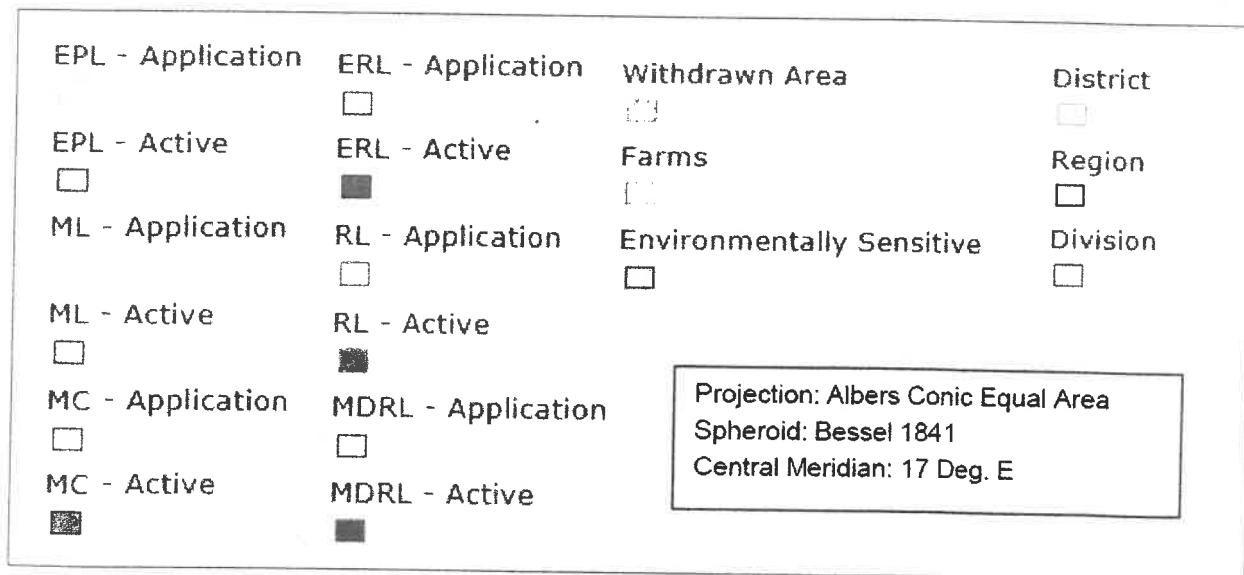 EPL - Application
EPL - Active
ML - Application
ML - Active
MC - Application
MC - Active
ERL - Application
ERL - Active
RL - Application
RL - Active
MDRL - Application
MDRL - Active
Withdrawn Area
Farms
Environmentally Sensitive
District
Region
Division
Projection: Albers Conic Equal Area
Spheroid: Bessel 1841
Central Meridian: 17 Deg. E